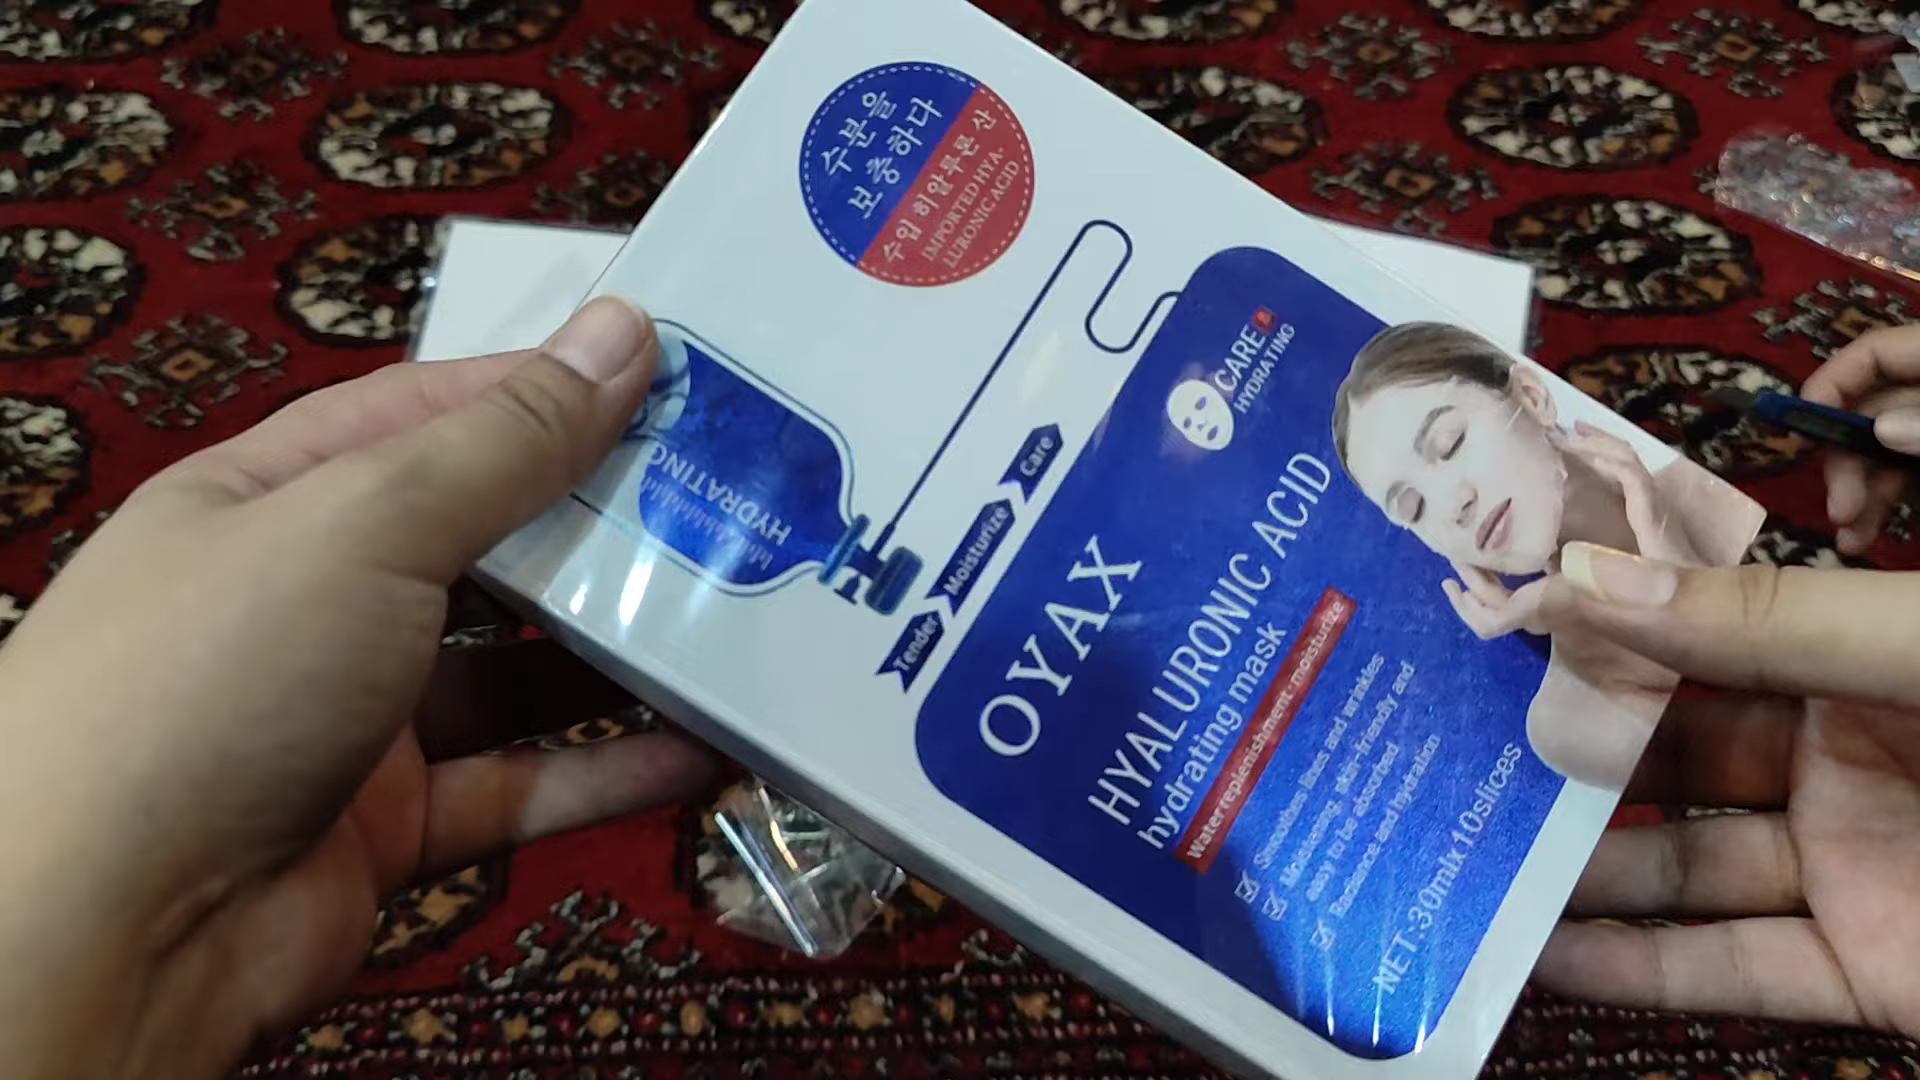 수분을
보충하다
수입 히알루론 산
IMPORTED HYA-
LURONIC ACID
HYDRATING
Tender
Moisturize
Care
CARE
HYDRATING
OYAX
HYALURONIC ACID
hydrating mask
Water replenishment · moisturize
Smoothes lines and wrinkles
Moisturizing, skin-friendly and
easy to be absorbed
Radiance and hydration
NET:30mlx10slices